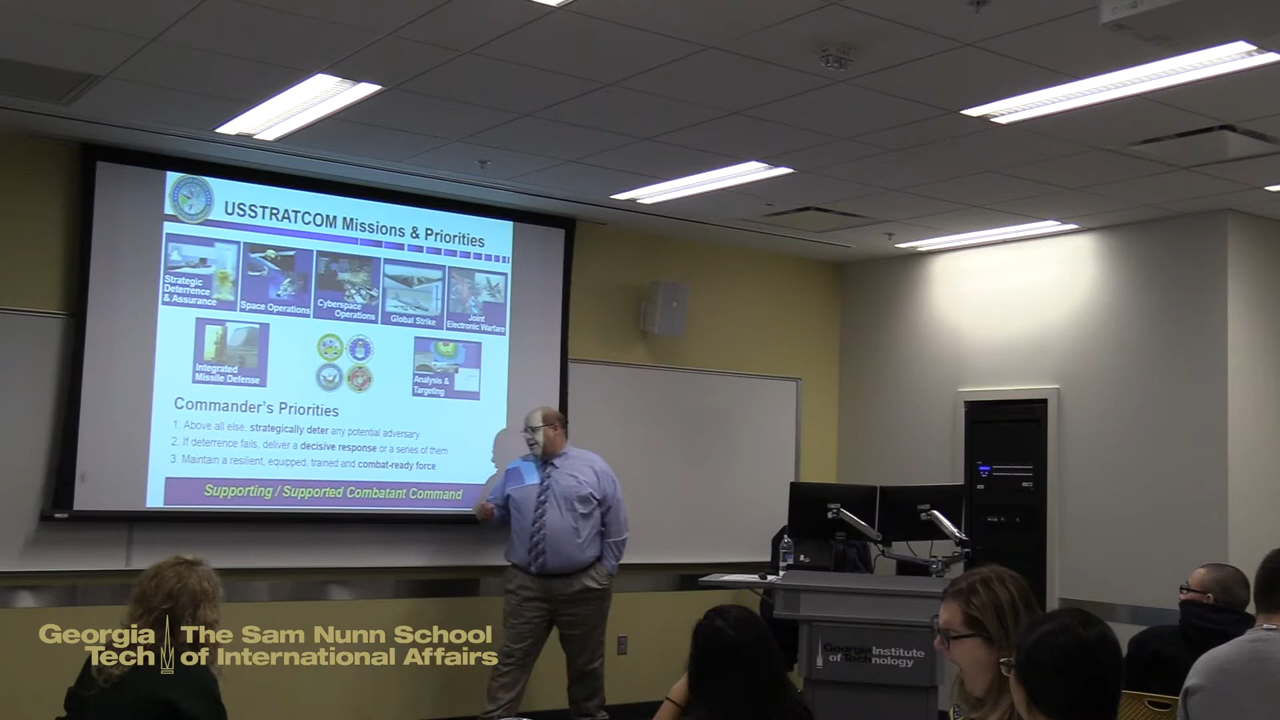 USSTRATCOM Missions & Priorities
Strategic
Deterrence
& Assurance
Space Operations
Cyberspace
Operations
Global Strike
Joint
Electronic Warfare
Integrated
Missile Defense
Analysis &
Targeting
Commander's Priorities
1. Above all else: strategically deter any potential adversary
2. If deterrence fails, deliver a decisive response or a series of them
3. Maintain a resilient, equipped, trained and combat-ready force
Supporting / Supported Combatant Command
Georgia Institute
of Technology
Georgia Tech
The Sam Nunn School
of International Affairs